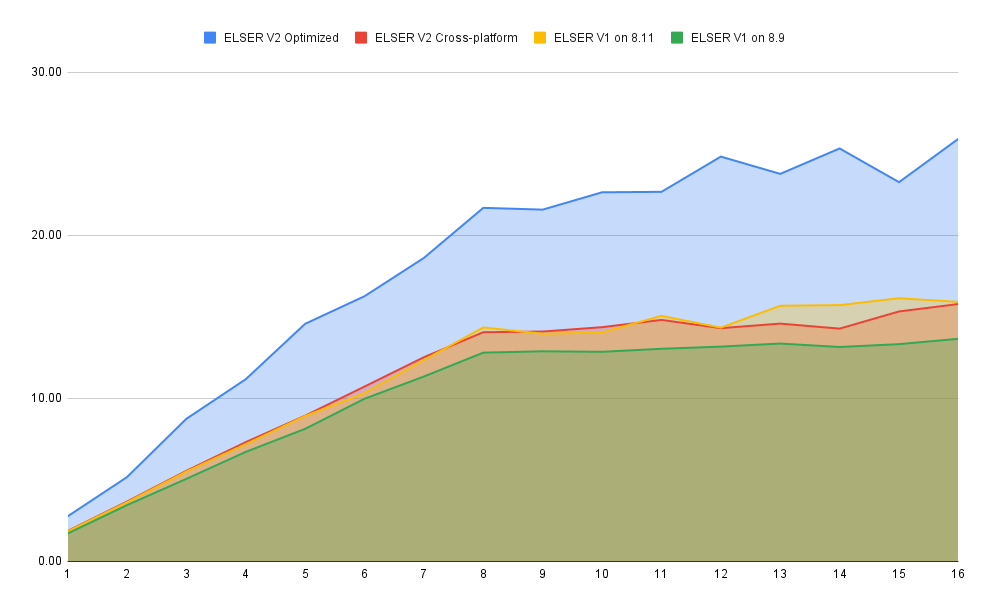 ELSER V2 Optimized ELSER V2 Cross-platform ELSER V1 on 8.11 ELSER V1 on 8.9
30.00
20.00
10.00
0.00
1 2 3 4 5 6 7 8 9 10 11 12 13 14 15 16